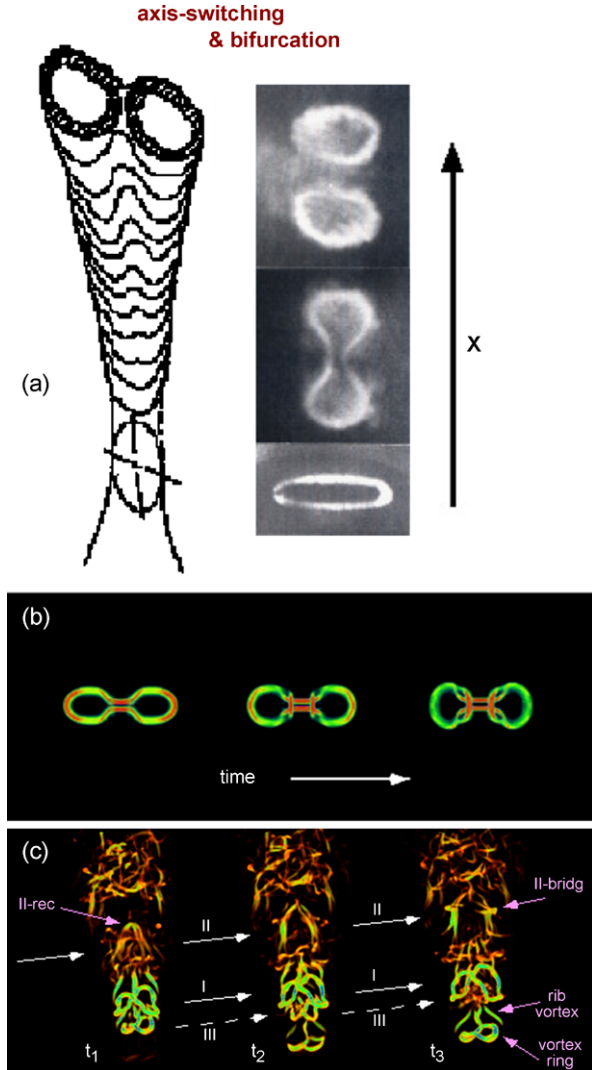 axis-switching
& bifurcation
X
(a)
(b)
time
(c)
II-rec
II
II
II-bridg
I
I
III
III
rib
vortex
vortex
ring
t1
t2
t3